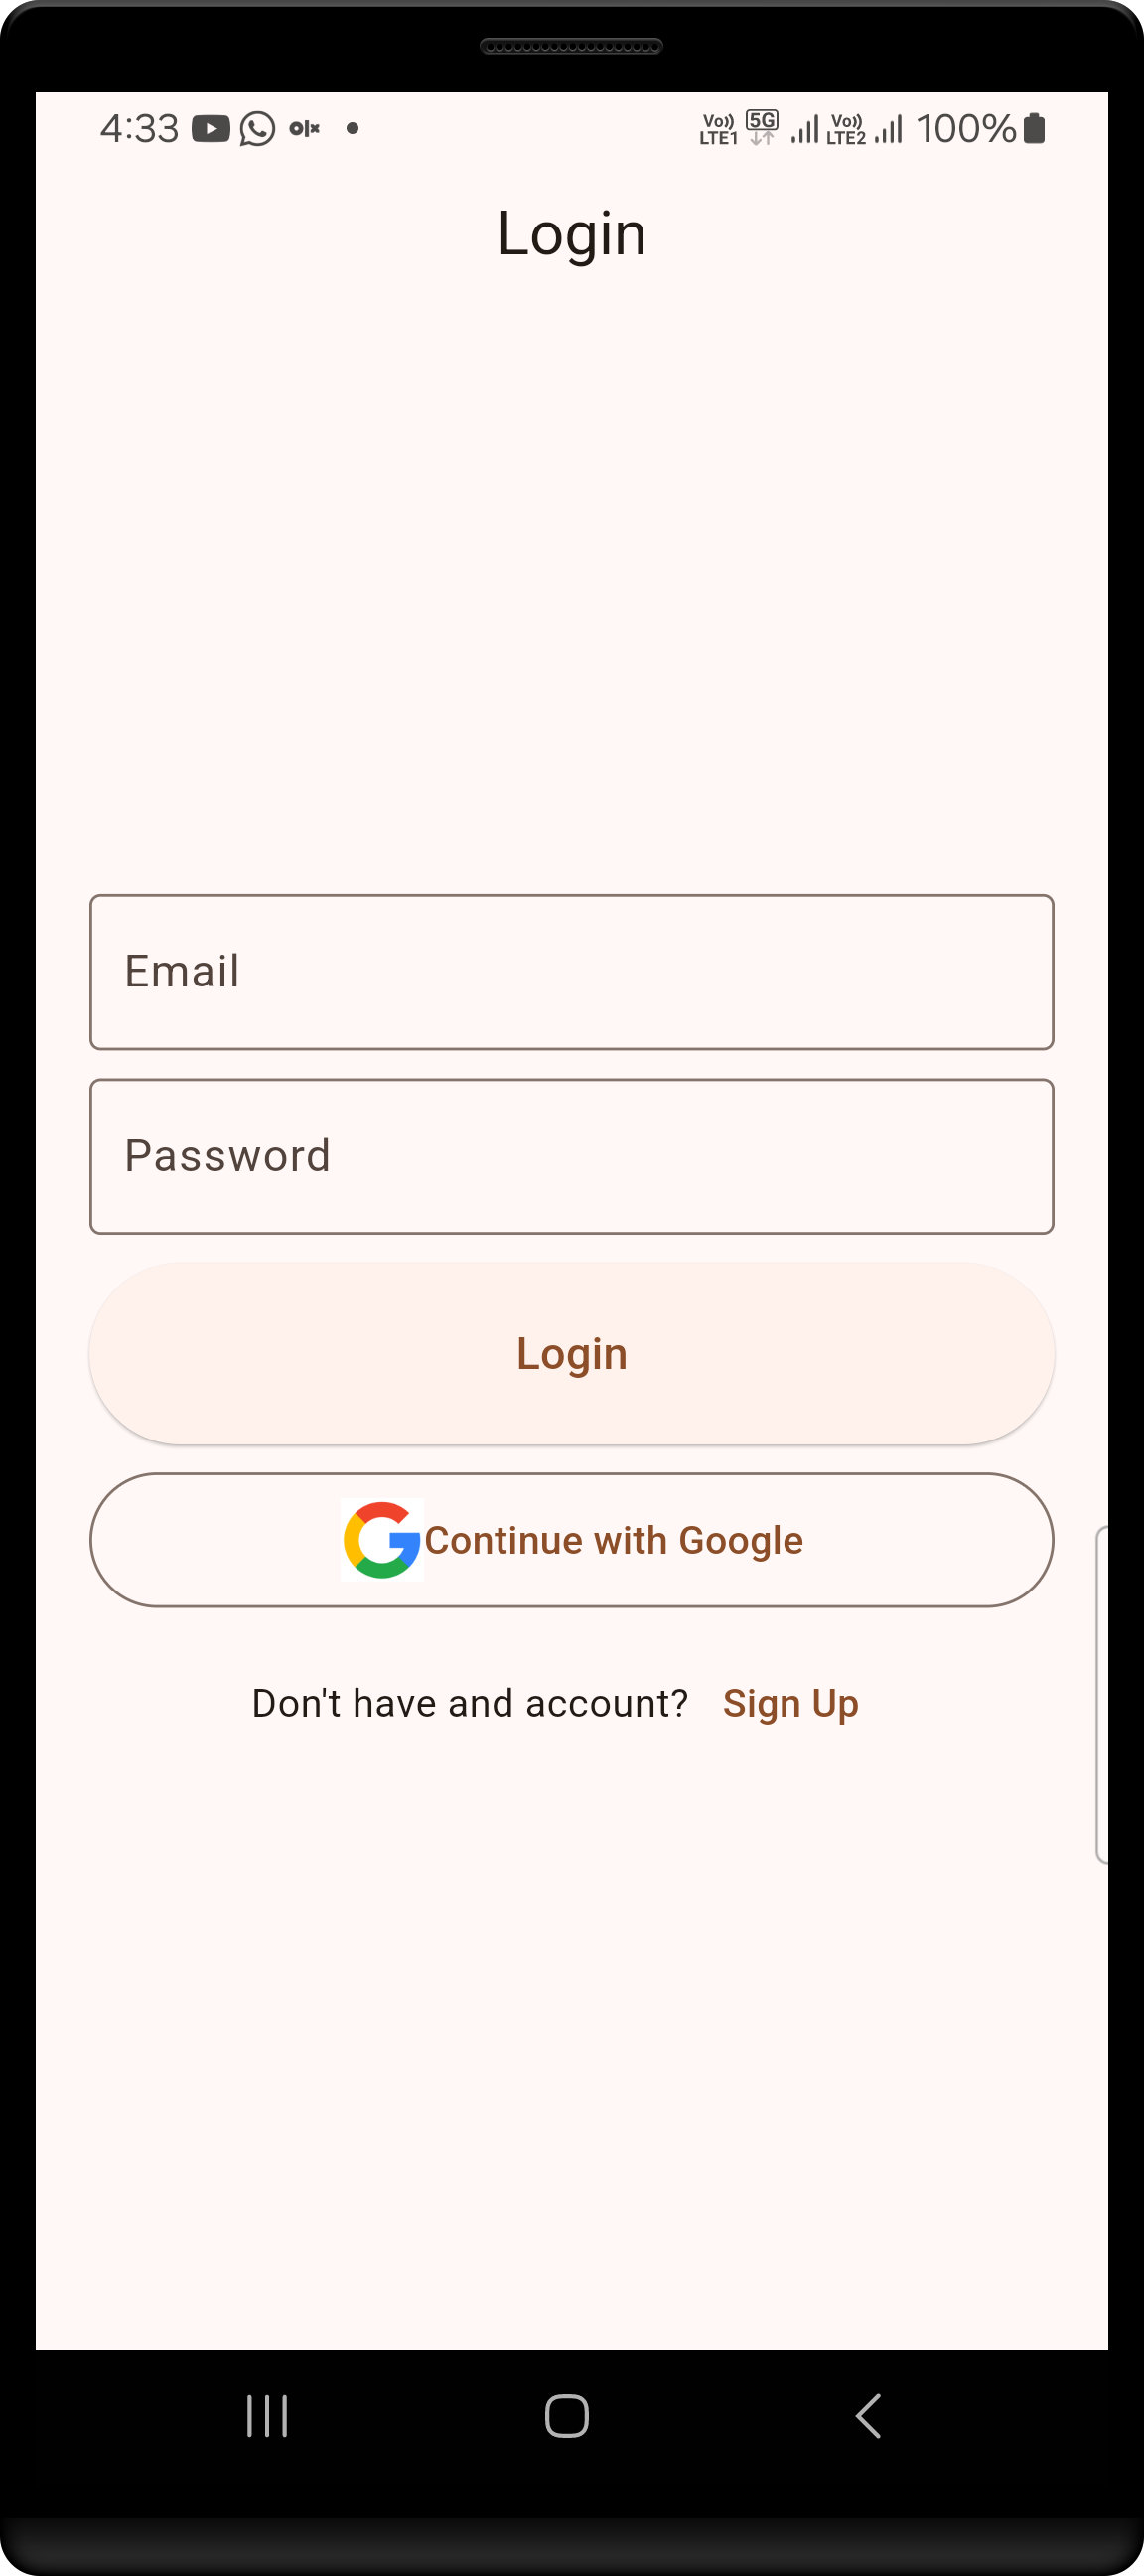 4:33 olx Vo)) LTE1 5G Vo)) LTE2 100%
Login
Email
Password
Login
Continue with Google
Don't have and account? Sign Up